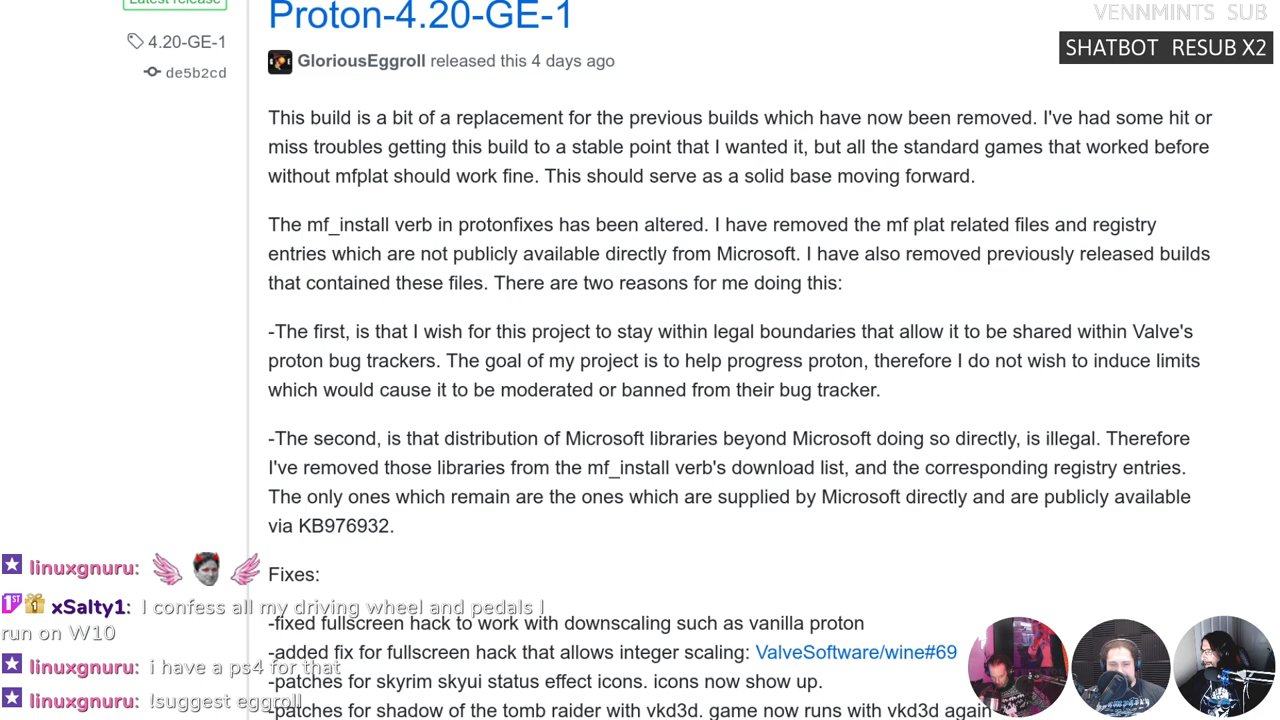 Latest release
Proton-4.20-GE-1
VENNMINTS SUB
4.20-GE-1
SHATBOT RESUB X2
GloriousEggroll released this 4 days ago
de5b2cd
This build is a bit of a replacement for the previous builds which have now been removed. I've had some hit or
miss troubles getting this build to a stable point that I wanted it, but all the standard games that worked before
without mfplat should work fine. This should serve as a solid base moving forward.
The mf_install verb in protonfixes has been altered. I have removed the mf plat related files and registry
entries which are not publicly available directly from Microsoft. I have also removed previously released builds
that contained these files. There are two reasons for me doing this:
-The first, is that I wish for this project to stay within legal boundaries that allow it to be shared within Valve's
proton bug trackers. The goal of my project is to help progress proton, therefore I do not wish to induce limits
which would cause it to be moderated or banned from their bug tracker.
-The second, is that distribution of Microsoft libraries beyond Microsoft doing so directly, is illegal. Therefore
I've removed those libraries from the mf_install verb's download list, and the corresponding registry entries.
The only ones which remain are the ones which are supplied by Microsoft directly and are publicly available
via KB976932.
Fixes:
-fixed fullscreen hack to work with downscaling such as vanilla proton
-added fix for fullscreen hack that allows integer scaling: ValveSoftware/wine#69
-patches for skyrim skyui status effect icons. icons now show up.
-patches for shadow of the tomb raider with vkd3d. game now runs with vkd3d again
linuxgnuru:
1ST xSalty1: I confess all my driving wheel and pedals I
run on W10
linuxgnuru: i have a ps4 for that
linuxgnuru: !suggest eggroll